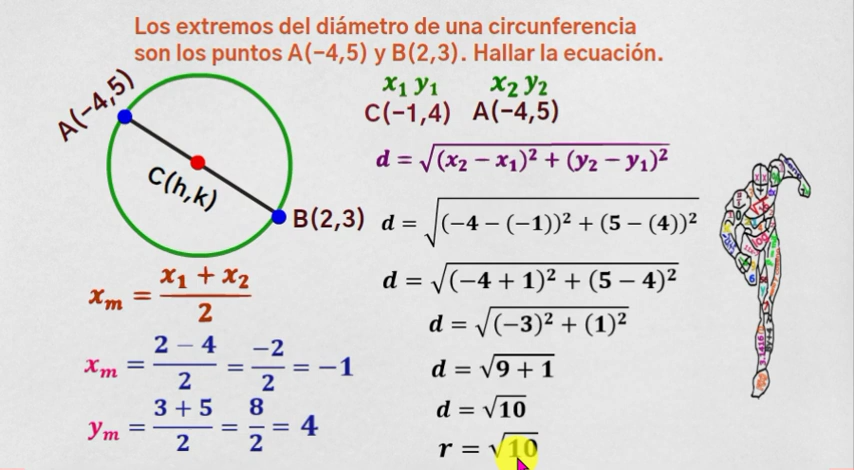 Los extremos del diámetro de una circunferencia
son los puntos A(−4,5) y B(2,3). Hallar la ecuación.
A(−4,5)
C(h,k)
B(2,3)
x₁ y₁ x₂ y₂
C(−1,4) A(−4,5)
d = √((x₂ − x₁)² + (y₂ − y₁)²)
d = √((−4 − (−1))² + (5 − (4))²)
d = √((−4 + 1)² + (5 − 4)²)
d = √((−3)² + (1)²)
d = √(9 + 1)
d = √10
r = √10
xₘ = (x₁ + x₂)/2
xₘ = (2 − 4)/2 = −2/2 = −1
yₘ = (3 + 5)/2 = 8/2 = 4